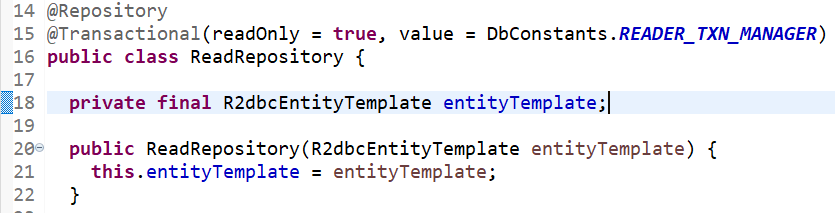 14 @Repository
15 @Transactional(readOnly = true, value = DbConstants.READER_TXN_MANAGER)
16 public class ReadRepository {
17
18   private final R2dbcEntityTemplate entityTemplate;
19
20   public ReadRepository(R2dbcEntityTemplate entityTemplate) {
21     this.entityTemplate = entityTemplate;
22   }